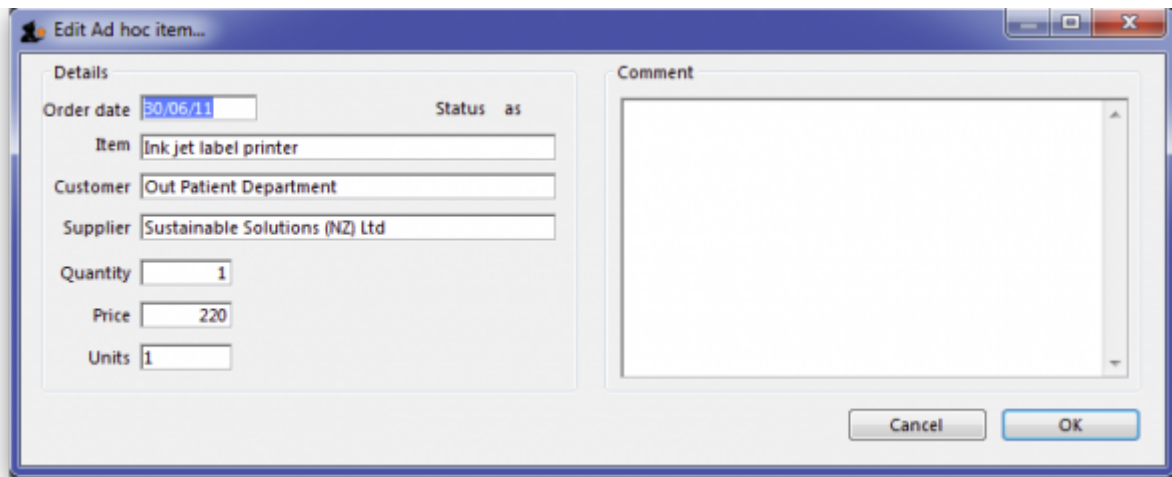 Edit Ad hoc item...
Details
Order date 30/06/11 Status as
Item Ink jet label printer
Customer Out Patient Department
Supplier Sustainable Solutions (NZ) Ltd
Quantity 1
Price 220
Units 1
Comment
Cancel OK